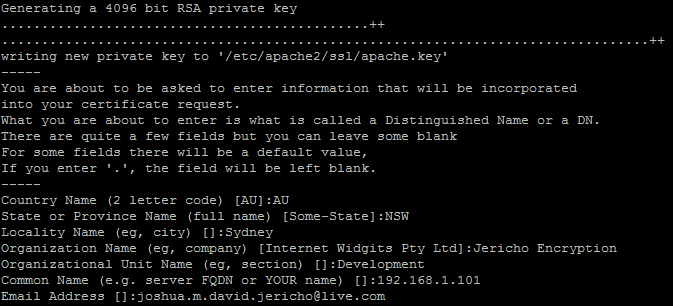 Generating a 4096 bit RSA private key
.............................................++
................................................................................++
writing new private key to '/etc/apache2/ssl/apache.key'
-----
You are about to be asked to enter information that will be incorporated
into your certificate request.
What you are about to enter is what is called a Distinguished Name or a DN.
There are quite a few fields but you can leave some blank
For some fields there will be a default value,
If you enter '.', the field will be left blank.
-----
Country Name (2 letter code) [AU]:AU
State or Province Name (full name) [Some-State]:NSW
Locality Name (eg, city) []:Sydney
Organization Name (eg, company) [Internet Widgits Pty Ltd]:Jericho Encryption
Organizational Unit Name (eg, section) []:Development
Common Name (e.g. server FQDN or YOUR name) []:192.168.1.101
Email Address []:joshua.m.david.jericho@live.com